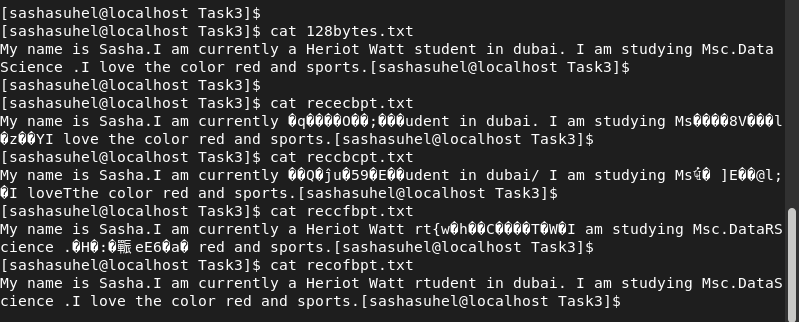 [sashasuhel@localhost Task3]$
[sashasuhel@localhost Task3]$ cat 128bytes.txt
My name is Sasha.I am currently a Heriot Watt student in dubai. I am studying Msc.Data
Science .I love the color red and sports.[sashasuhel@localhost Task3]$
[sashasuhel@localhost Task3]$
[sashasuhel@localhost Task3]$ cat rececbpt.txt
My name is Sasha.I am currently �q����O��;���udent in dubai. I am studying Ms����8V���l
�z��YI love the color red and sports.[sashasuhel@localhost Task3]$
[sashasuhel@localhost Task3]$ cat reccbcpt.txt
My name is Sasha.I am currently ��Q�ĵu�59�E��udent in dubai/ I am studying Ms� ]E��@l;
�I loveTthe color red and sports.[sashasuhel@localhost Task3]$
[sashasuhel@localhost Task3]$ cat reccfbpt.txt
My name is Sasha.I am currently a Heriot Watt rt{w�h��C����T�W�I am studying Msc.DataRS
cience .�H�:�eE6�a� red and sports.[sashasuhel@localhost Task3]$
[sashasuhel@localhost Task3]$ cat recofbpt.txt
My name is Sasha.I am currently a Heriot Watt rtudent in dubai. I am studying Msc.DataS
cience .I love the color red and sports.[sashasuhel@localhost Task3]$